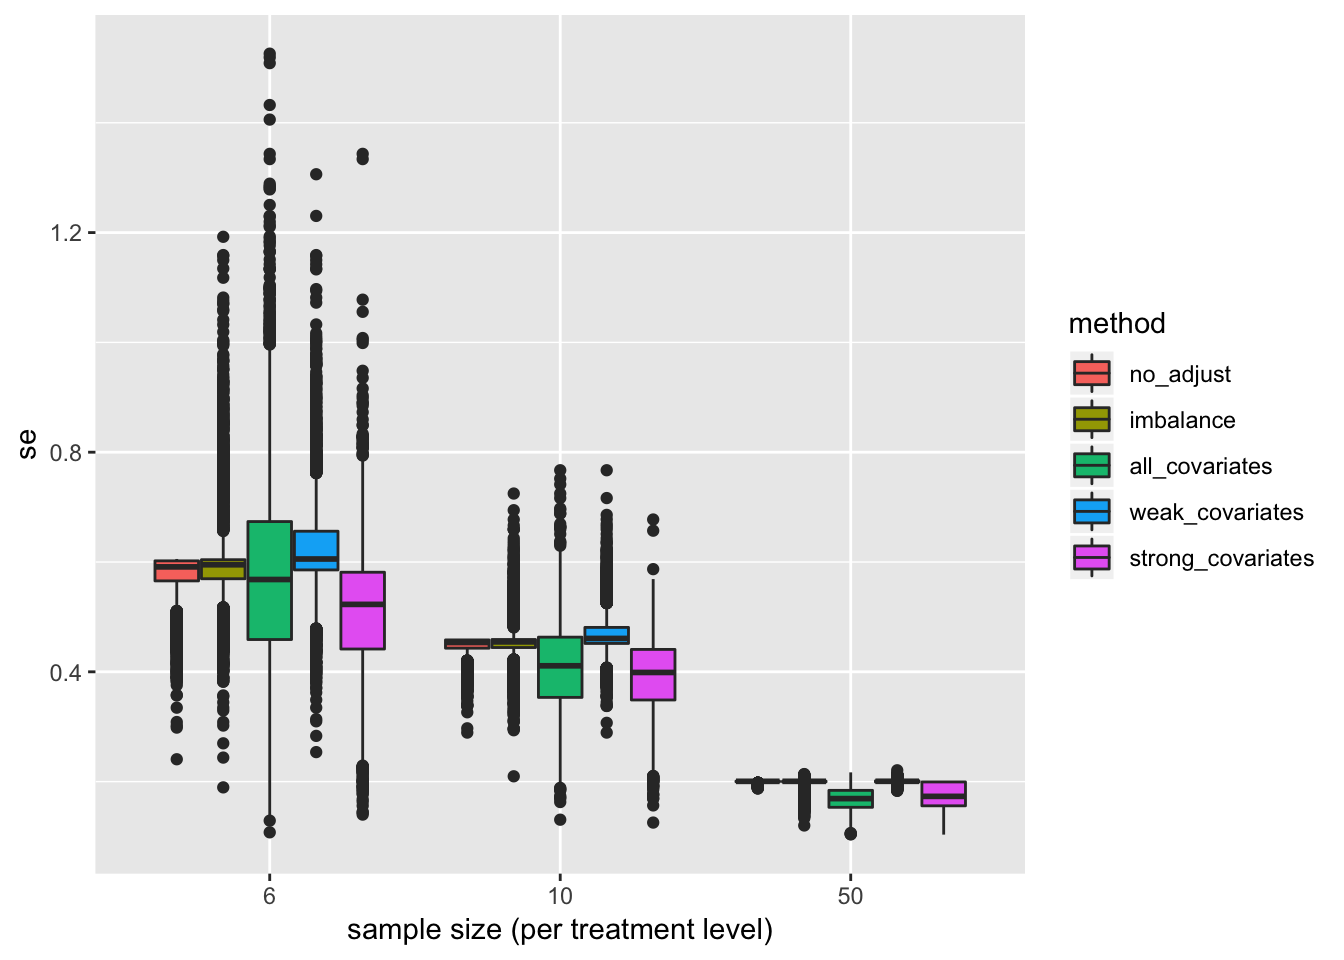 1.2
0.8
0.4
se
6 10 50
sample size (per treatment level)
method
no_adjust
imbalance
all_covariates
weak_covariates
strong_covariates